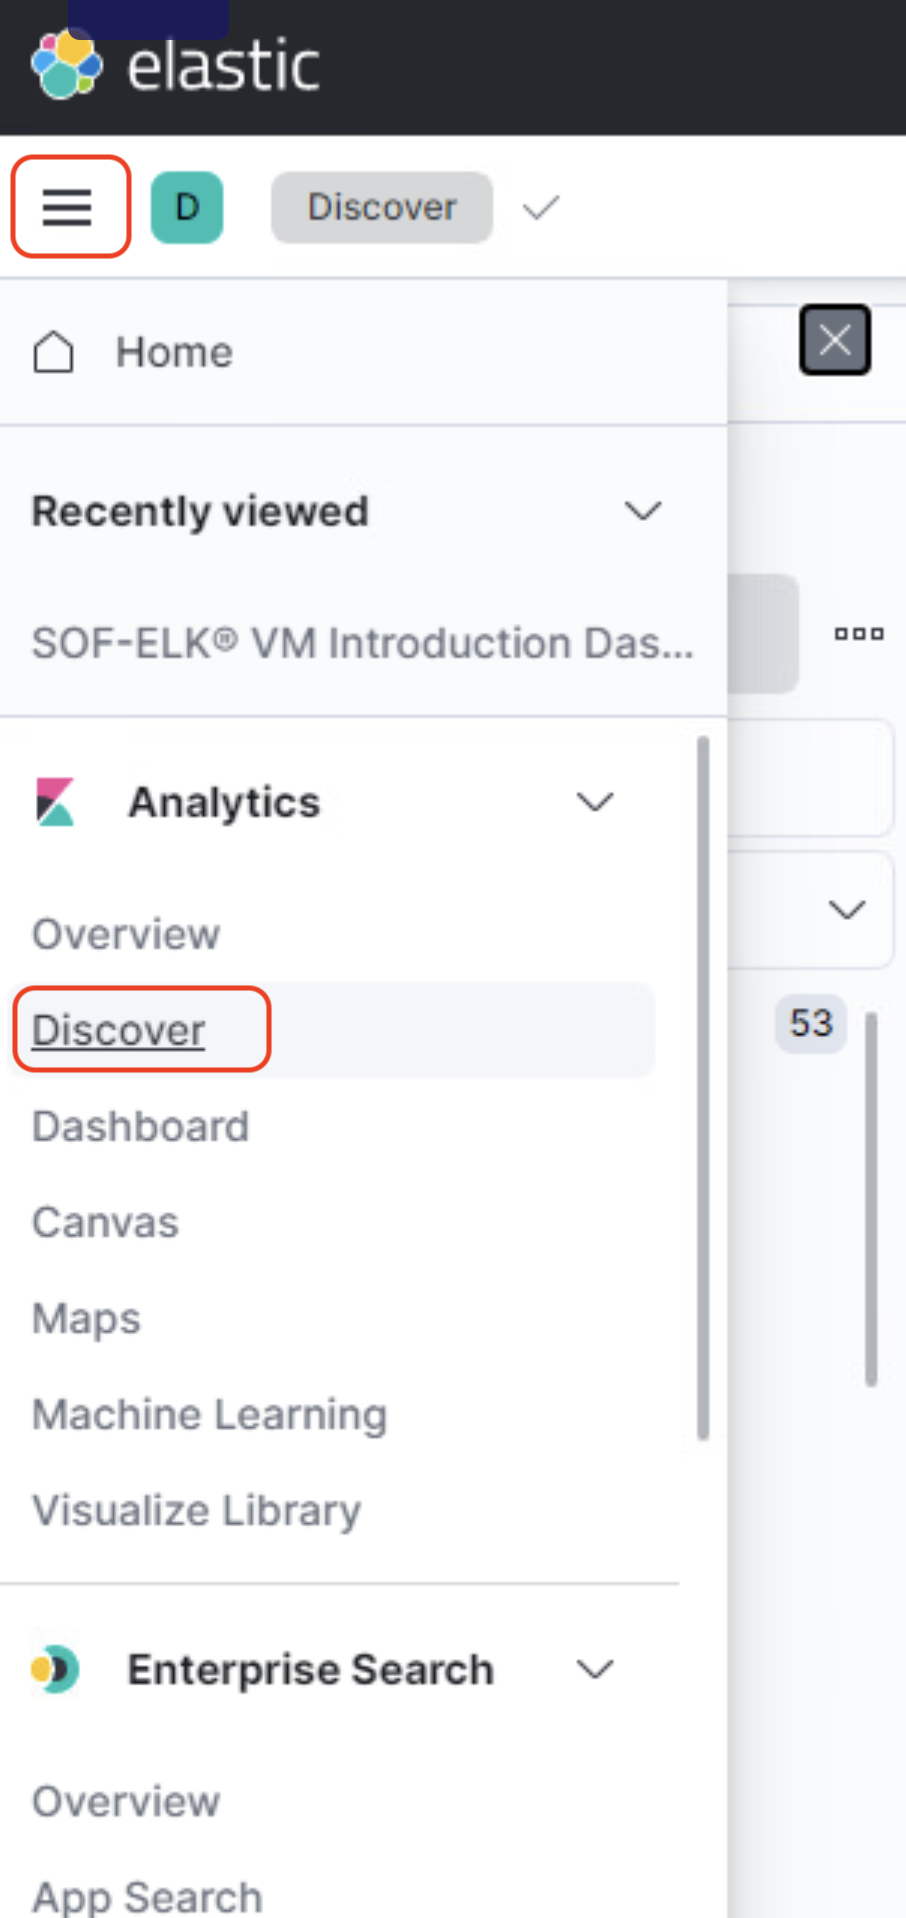 elastic
D Discover
Home
Recently viewed
SOF-ELK® VM Introduction Das...
Analytics
Overview
Discover
53
Dashboard
Canvas
Maps
Machine Learning
Visualize Library
Enterprise Search
Overview
App Search